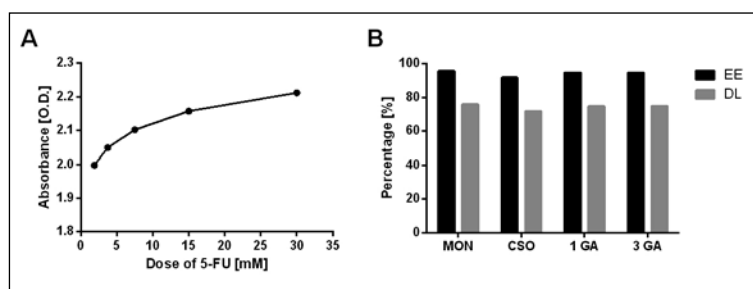 A
Absorbance [O.D.]
2.3
2.2
2.1
2.0
1.9
1.8
0 5 10 15 20 25 30 35
Dose of 5-FU [mM]
B
Percentage [%]
100
80
60
40
20
0
MON CSO 1 GA 3 GA
EE
DL